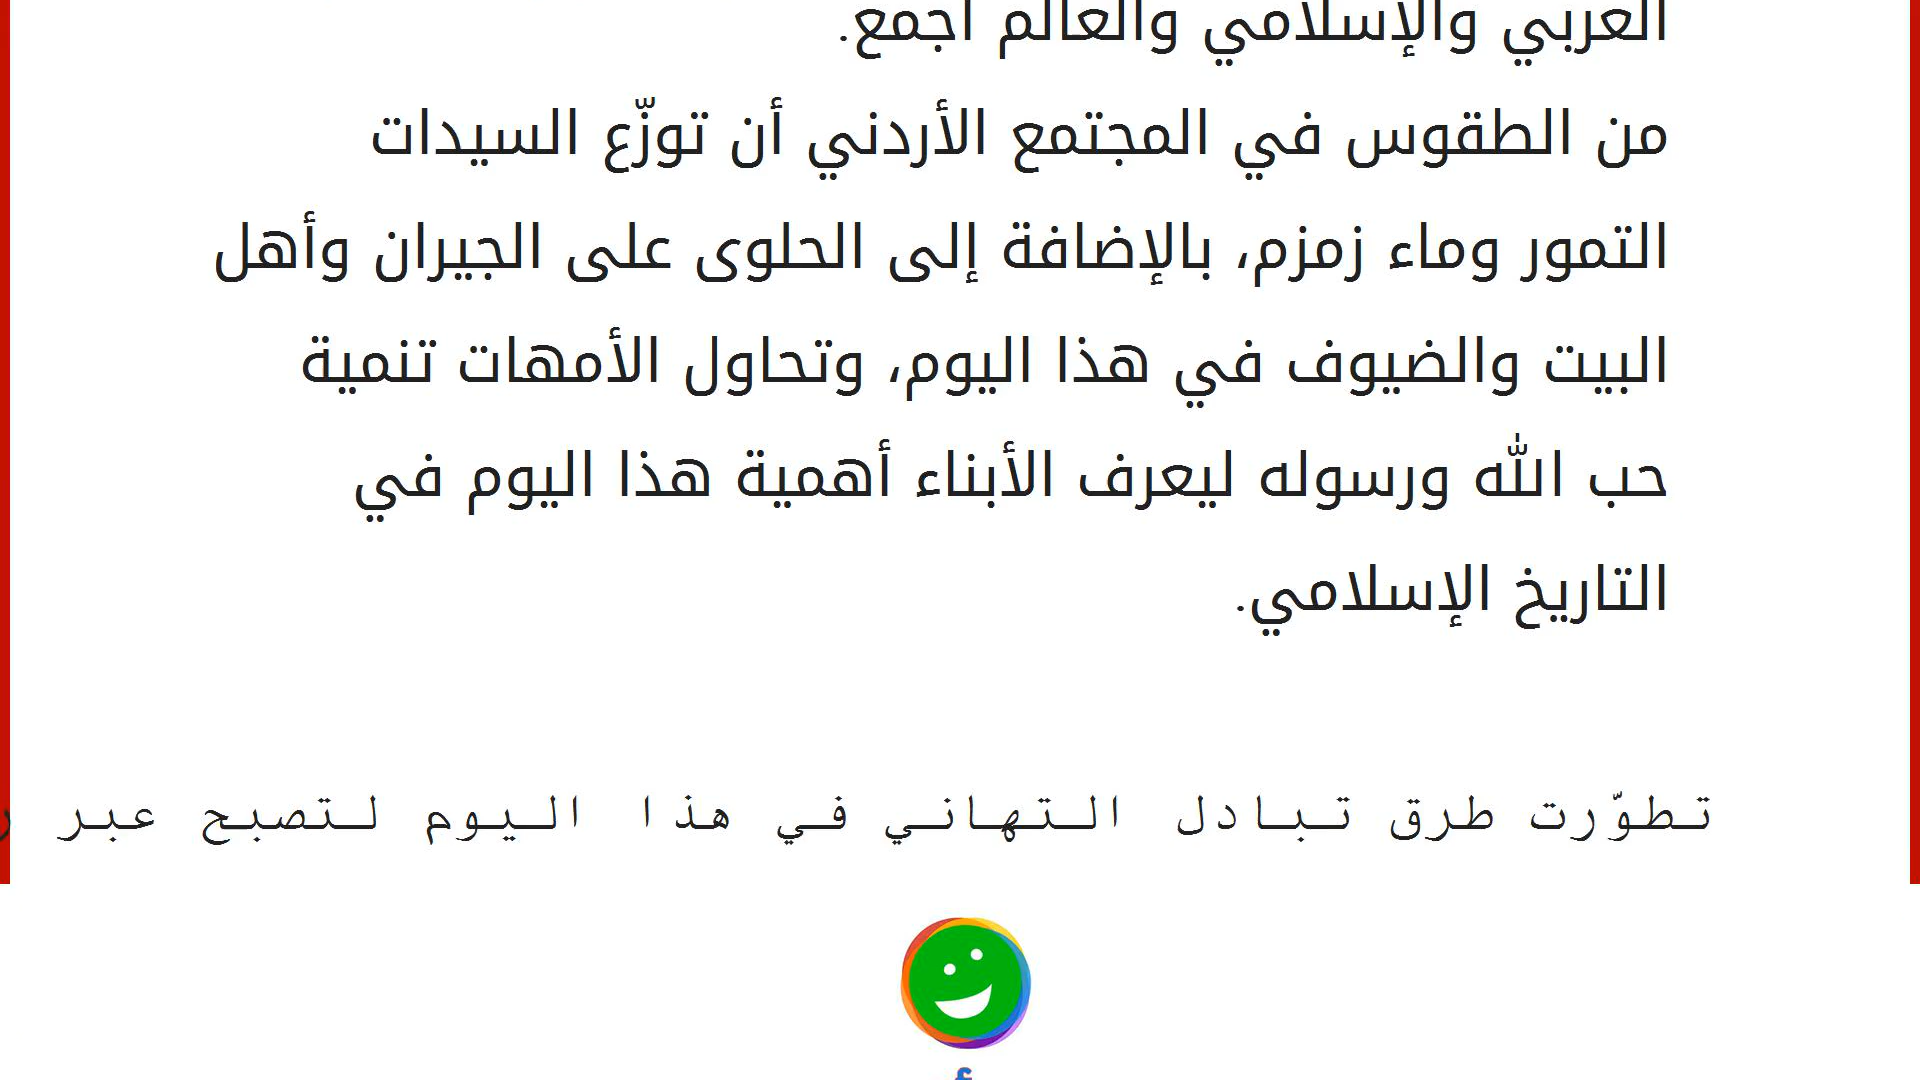 العربي والإسلامي والعالم أجمع.
من الطقوس في المجتمع الأردني أن توزّع السيدات
التمور وماء زمزم، بالإضافة إلى الحلوى على الجيران وأهل
البيت والضيوف في هذا اليوم، وتحاول الأمهات تنمية
حب الله ورسوله ليعرف الأبناء أهمية هذا اليوم في
التاريخ الإسلامي.
تطوّرت طرق تبادل التهاني في هذا اليوم لتصبح عبر